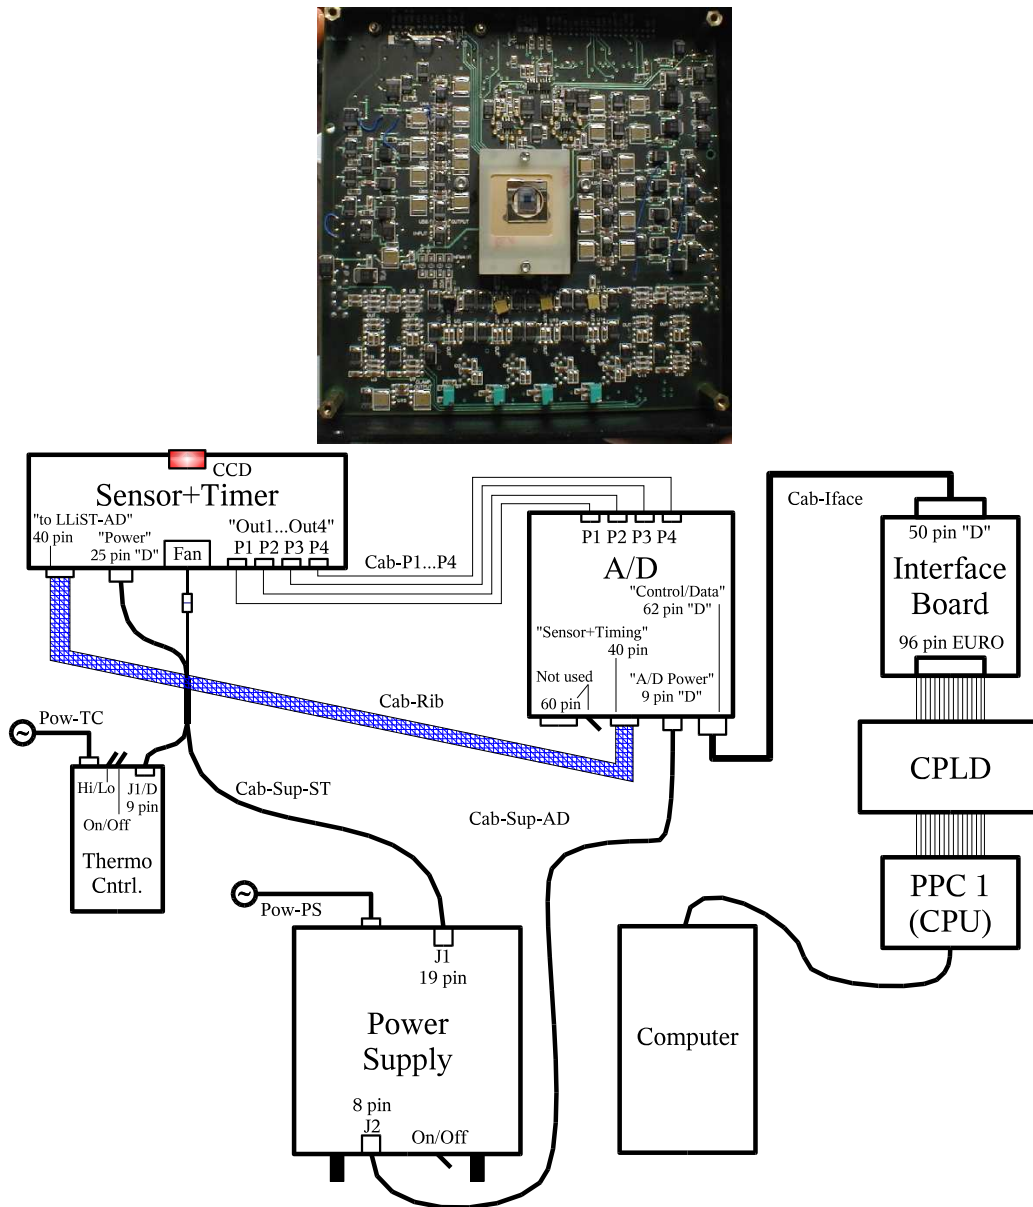 CCD
Sensor+Timer
"to LLiST-AD"
40 pin
"Power"
25 pin "D"
Fan
"Out1...Out4"
P1 P2 P3 P4
Cab-P1...P4
P1 P2 P3 P4
A/D
"Control/Data"
62 pin "D"
"Sensor+Timing"
40 pin
Not used
60 pin
"A/D Power"
9 pin "D"
Cab-Iface
50 pin "D"
Interface
Board
96 pin EURO
Cab-Rib
Pow-TC
~
Hi/Lo
On/Off
J1/D
9 pin
Thermo
Cntrl.
Cab-Sup-ST
Cab-Sup-AD
CPLD
PPC 1
(CPU)
~
Pow-PS
J1
19 pin
Power
Supply
8 pin
J2
On/Off
Computer